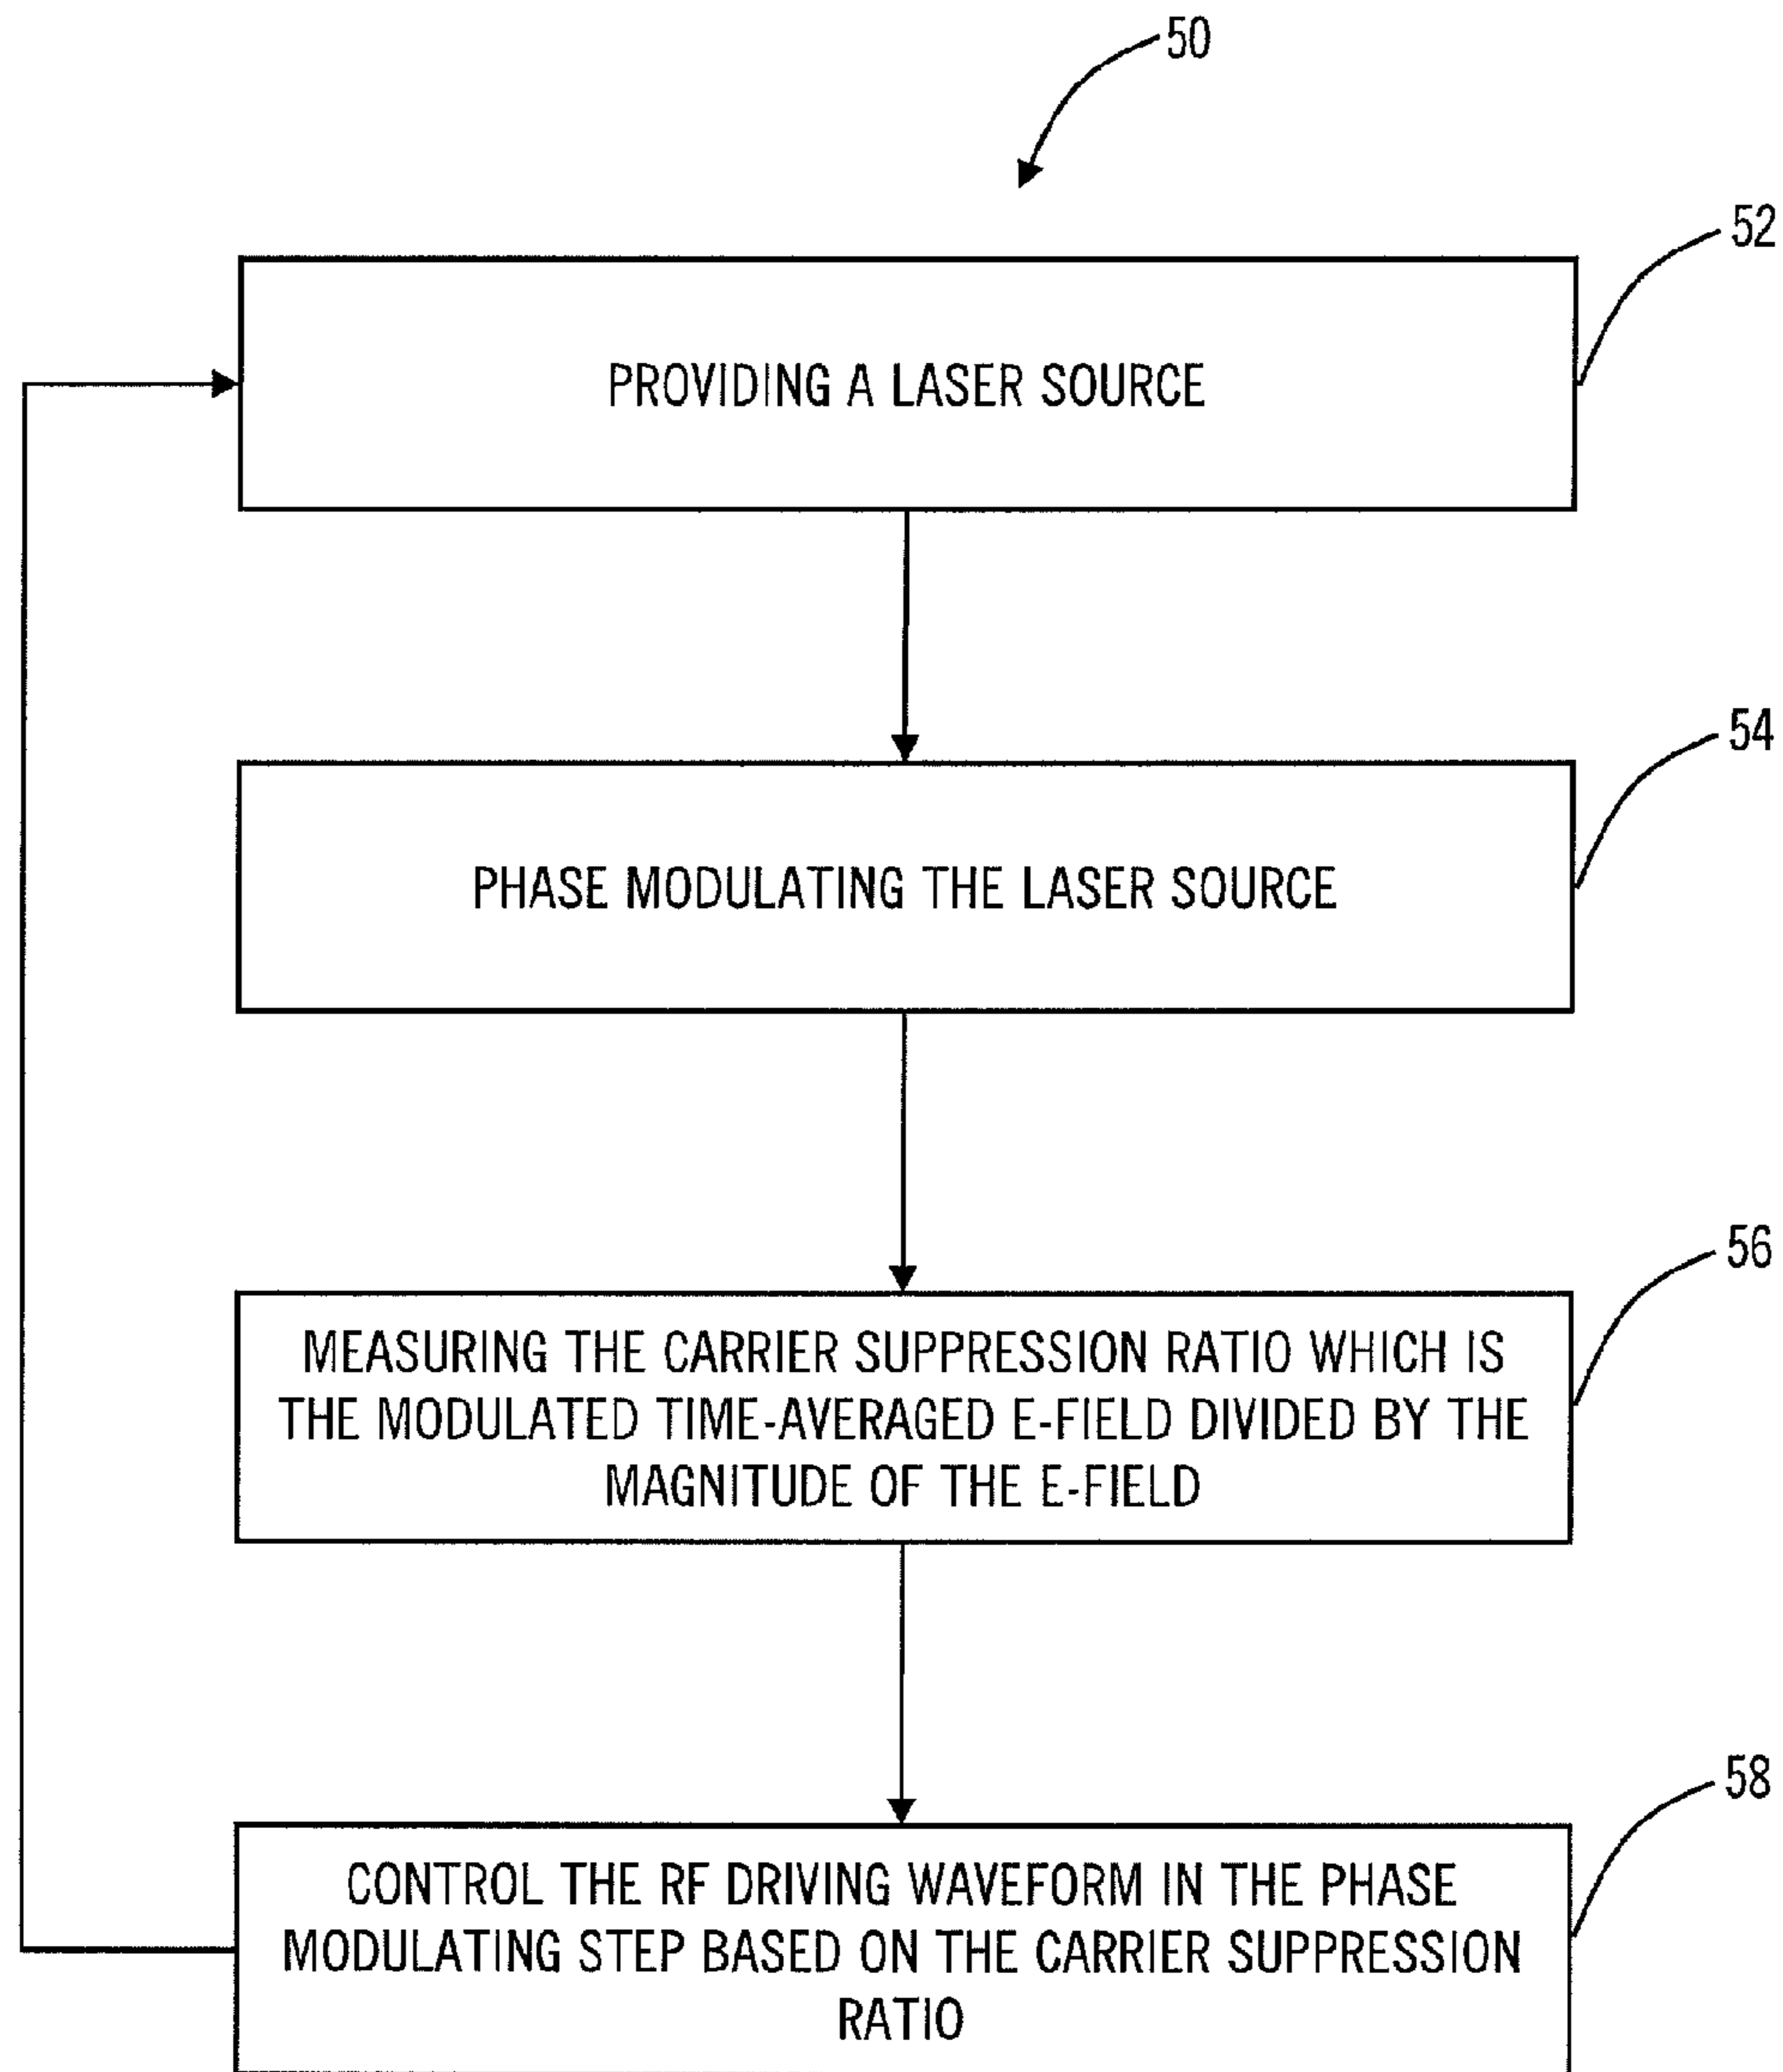 50
52
PROVIDING A LASER SOURCE
54
PHASE MODULATING THE LASER SOURCE
56
MEASURING THE CARRIER SUPPRESSION RATIO WHICH IS
THE MODULATED TIME-AVERAGED E-FIELD DIVIDED BY THE
MAGNITUDE OF THE E-FIELD
58
CONTROL THE RF DRIVING WAVEFORM IN THE PHASE
MODULATING STEP BASED ON THE CARRIER SUPPRESSION
RATIO